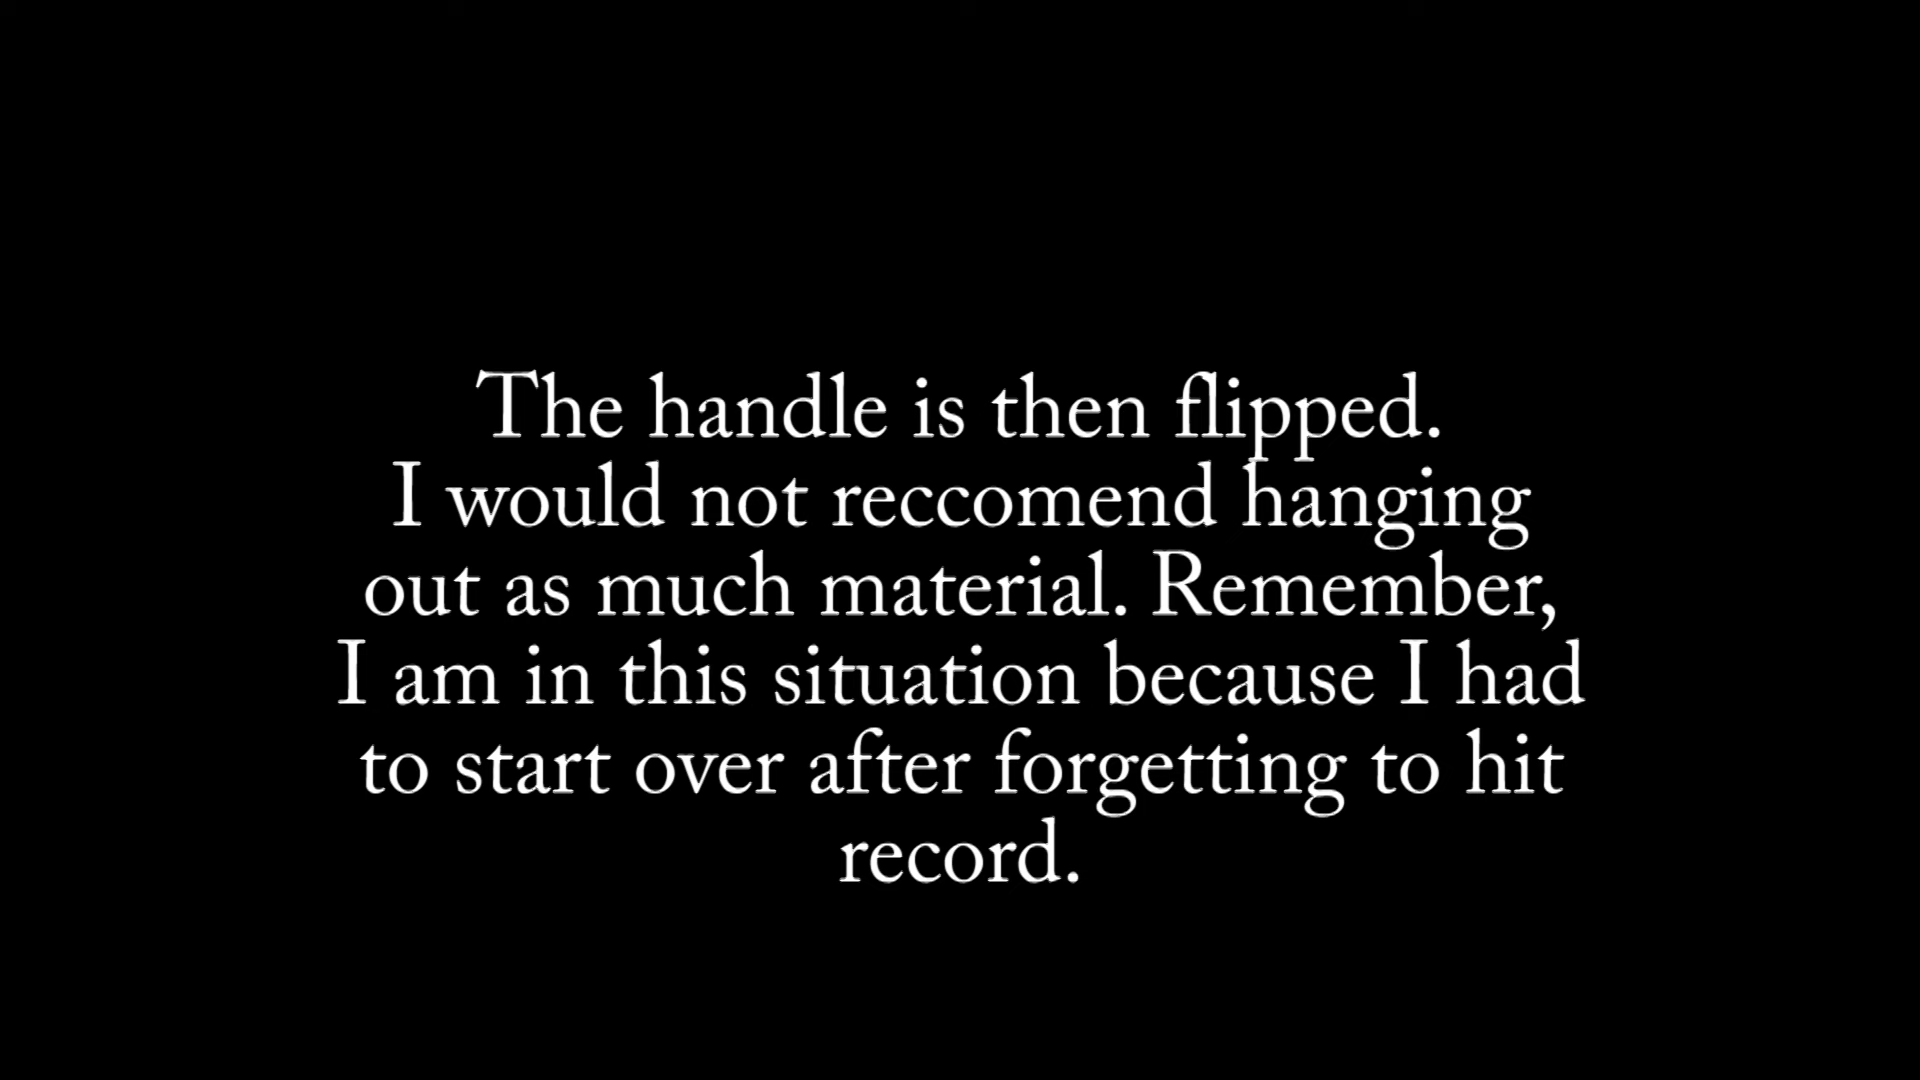 The handle is then flipped.
I would not reccomend hanging
out as much material. Remember,
I am in this situation because I had
to start over after forgetting to hit
record.